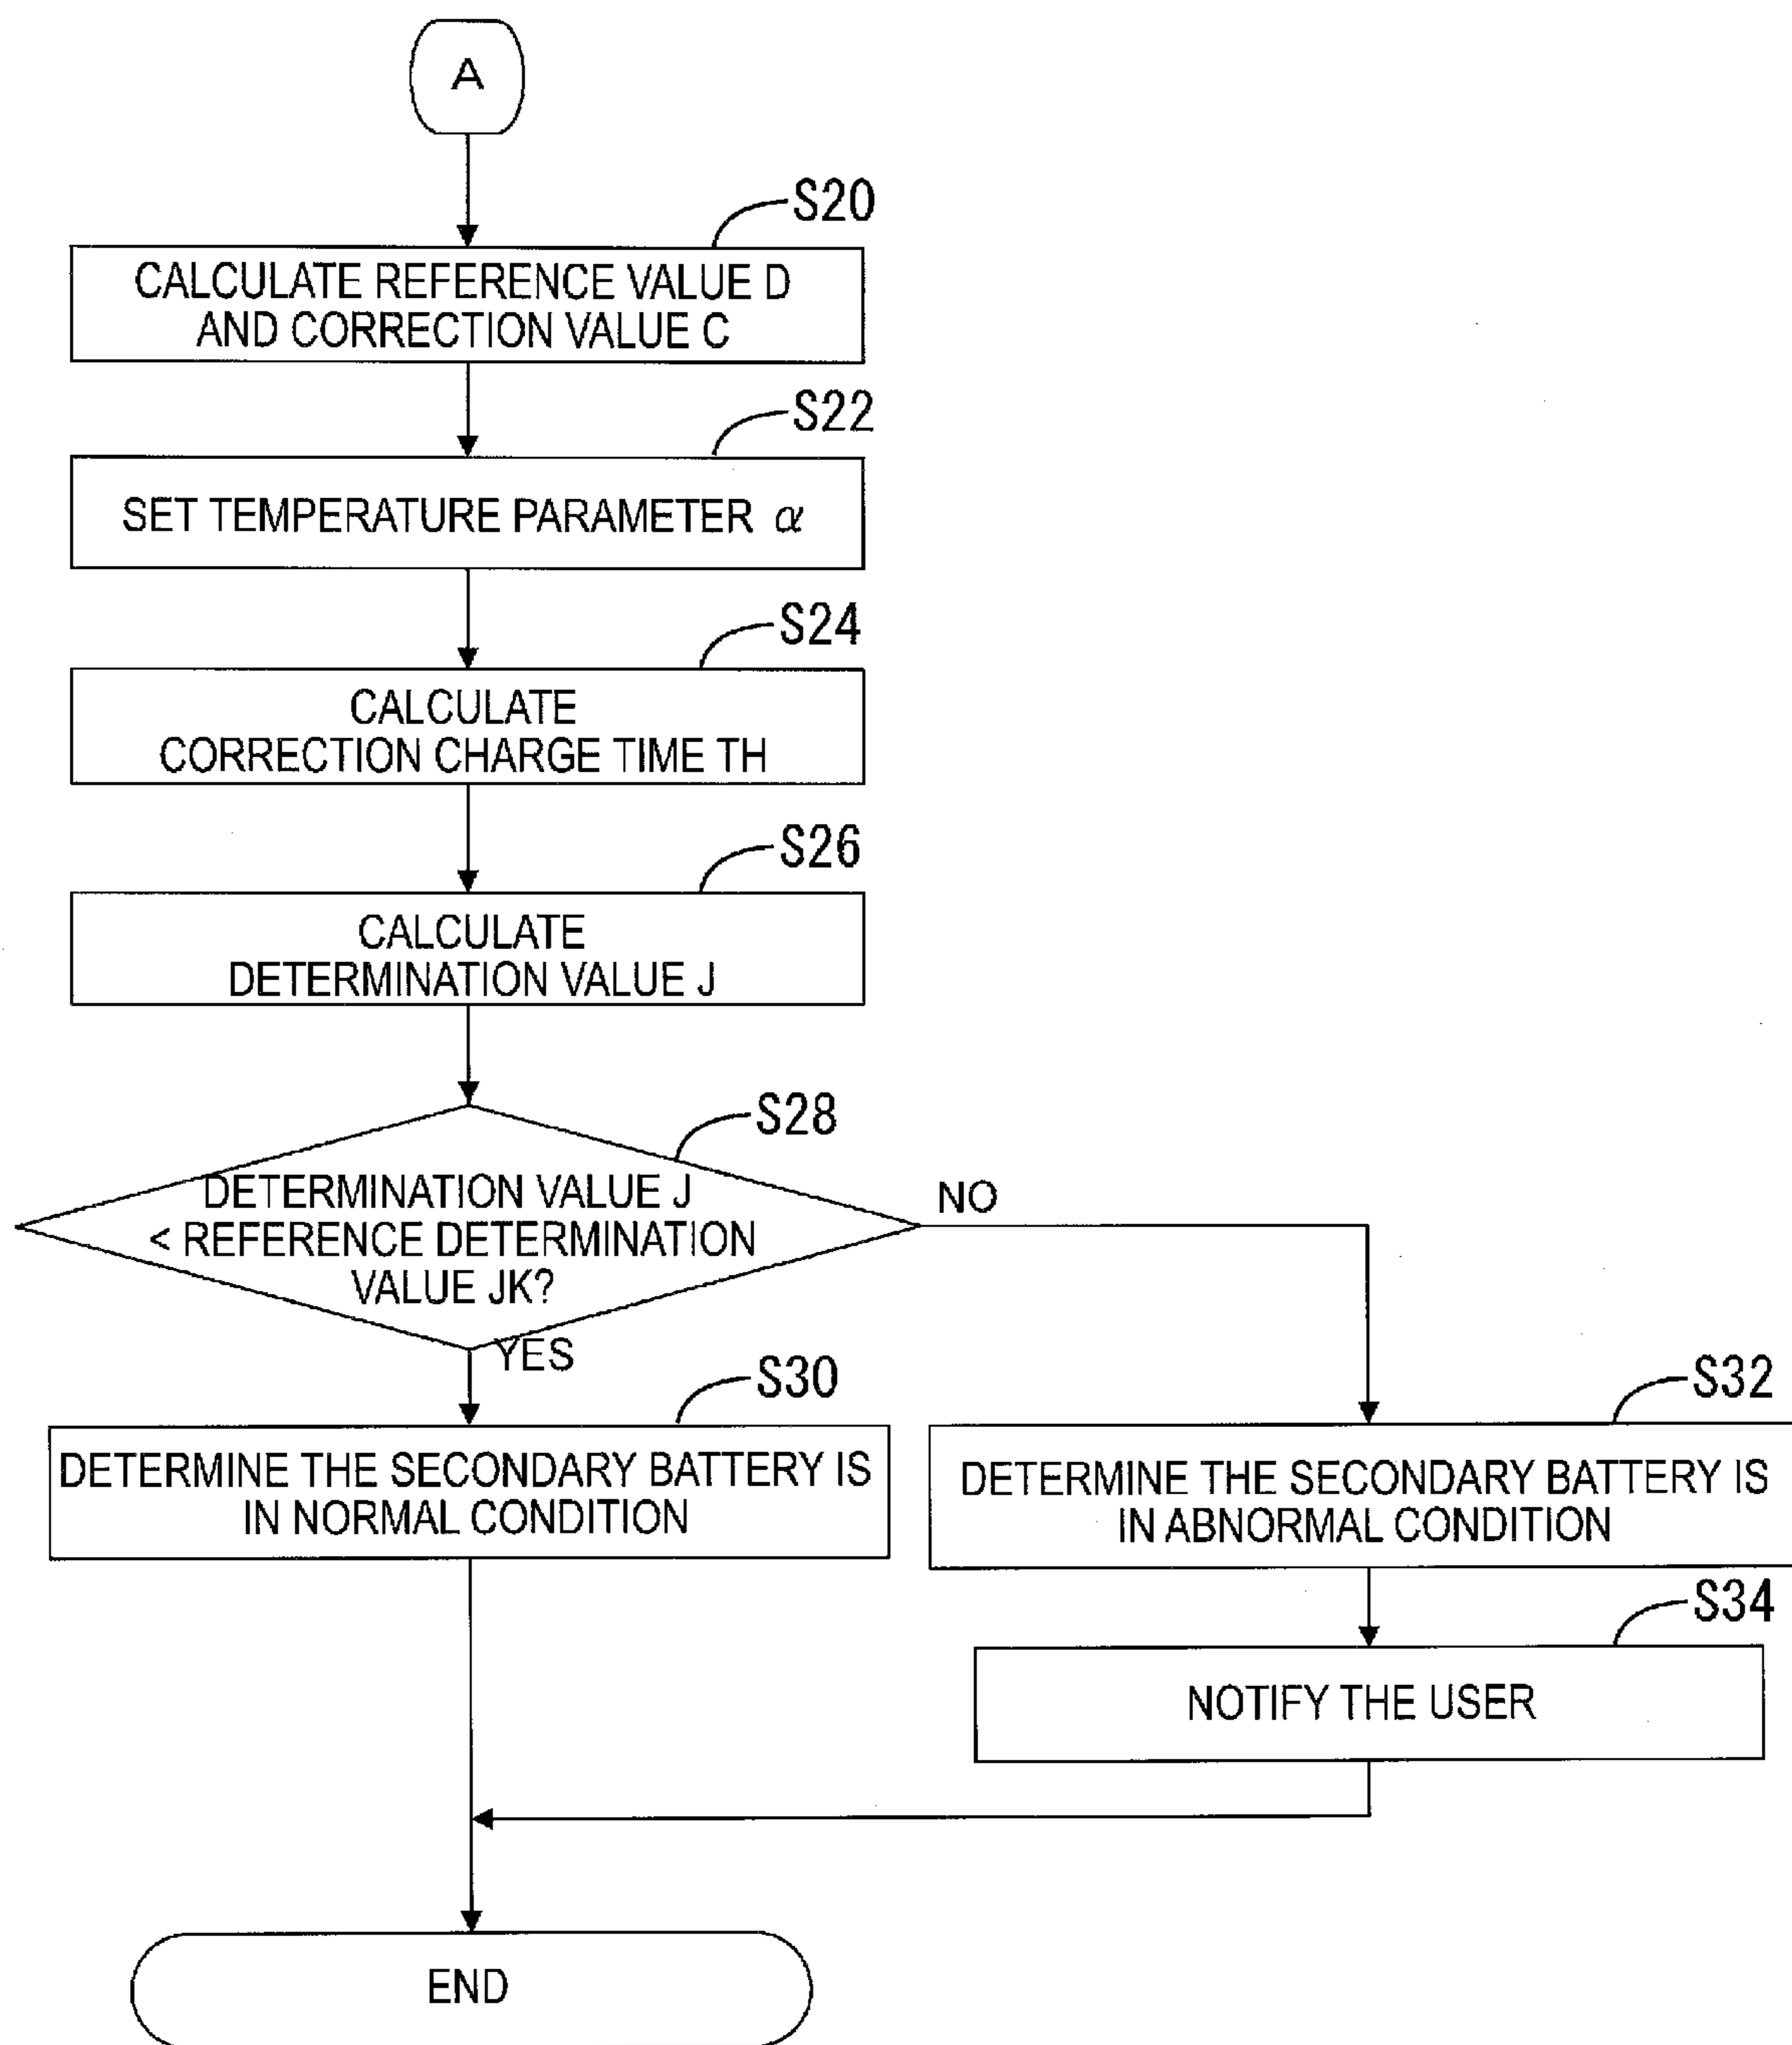 A
S20
CALCULATE REFERENCE VALUE D
AND CORRECTION VALUE C
S22
SET TEMPERATURE PARAMETER α
S24
CALCULATE
CORRECTION CHARGE TIME TH
S26
CALCULATE
DETERMINATION VALUE J
S28
DETERMINATION VALUE J
< REFERENCE DETERMINATION
VALUE JK?
NO
YES
S30
DETERMINE THE SECONDARY BATTERY IS
IN NORMAL CONDITION
S32
DETERMINE THE SECONDARY BATTERY IS
IN ABNORMAL CONDITION
S34
NOTIFY THE USER
END